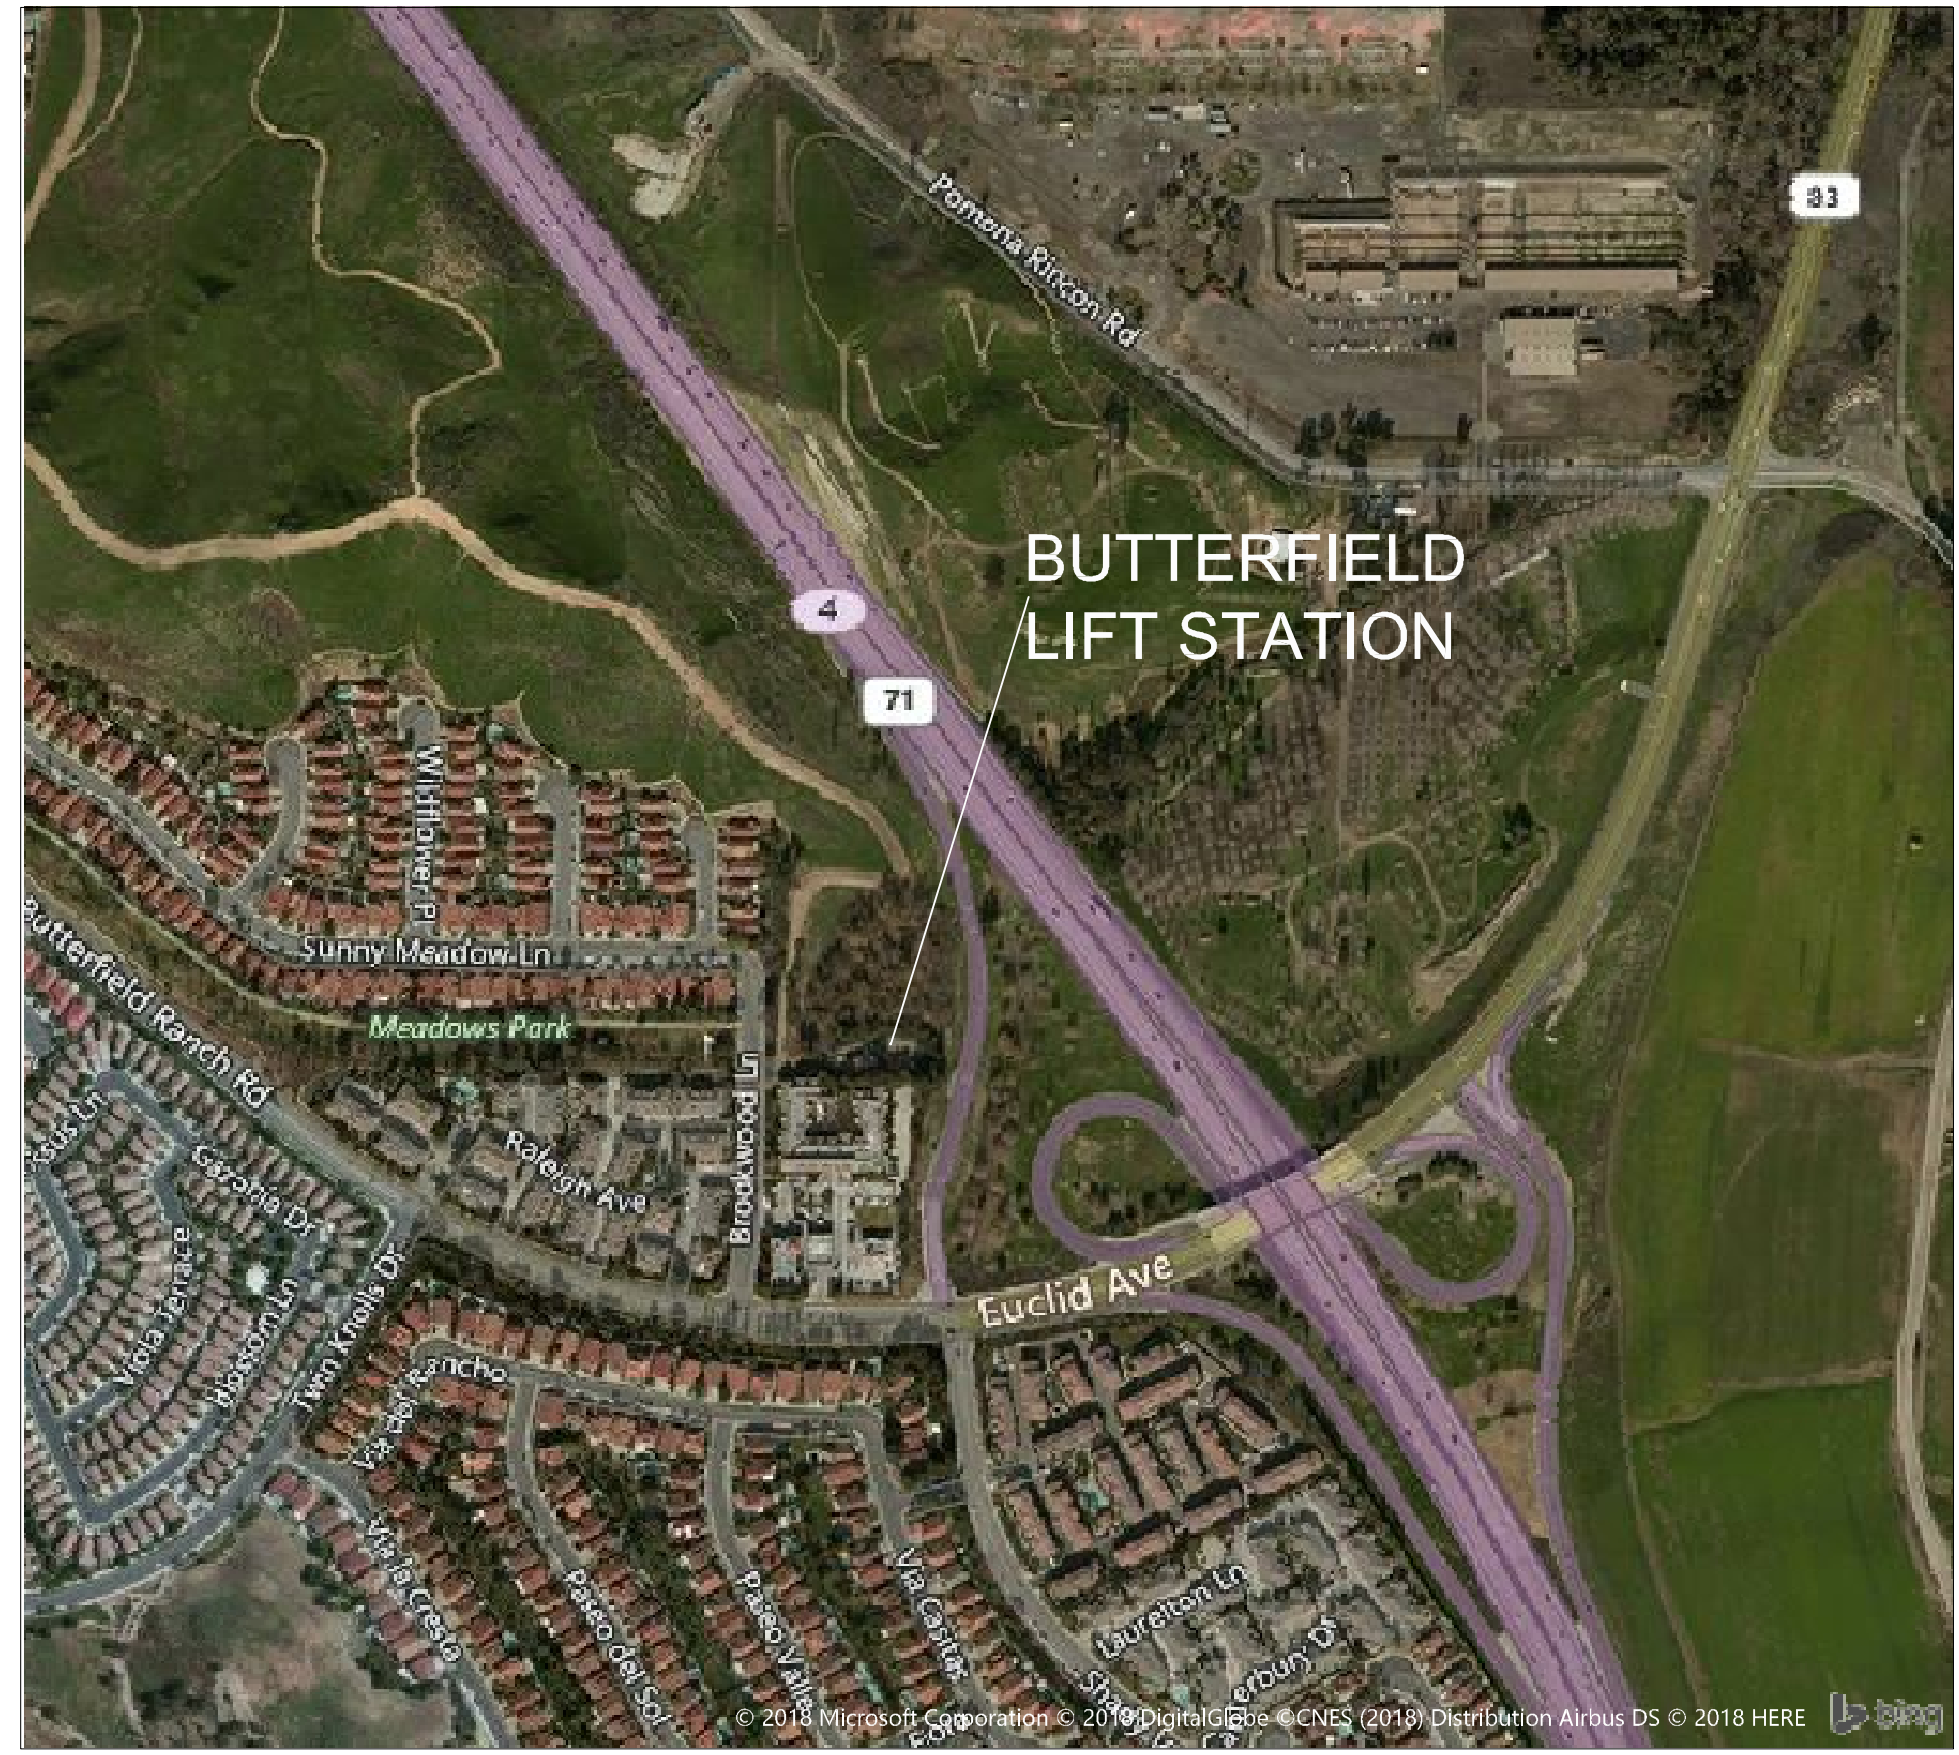 83
Pomona Rincon Rd
BUTTERFIELD
LIFT STATION
4
71
Wildflower Pl
Sunny Meadow Ln
Butterfield Ranch Rd
Meadows Park
Gazania Dr
Raleigh Ave
Brookwood Ln
Viola Terrace
Blossom Ln
Twin Knolls Dr
Euclid Ave
Via del Rancho
Via La Cresta
Paseo del Sol
Paseo Valle
Via Casitas
Laurelton Ln
© 2018 Microsoft Corporation © 2018 DigitalGlobe ©CNES (2018) Distribution Airbus DS © 2018 HERE
bing